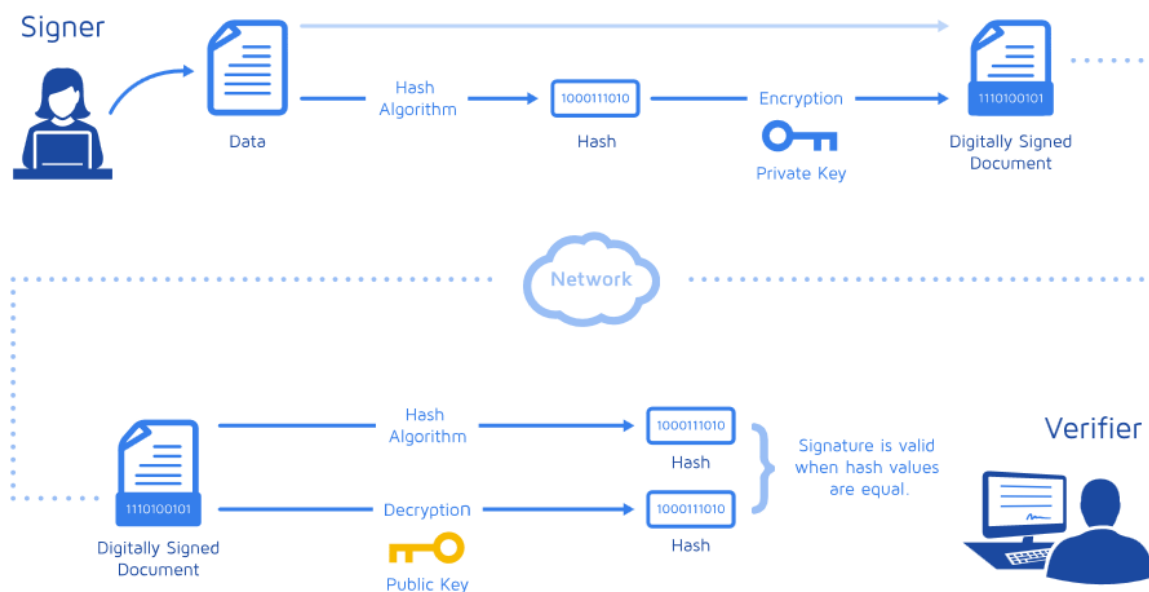 Signer
Data
Hash
Algorithm
1000111010
Hash
Encryption
Private Key
1110100101
Digitally Signed
Document
Network
1110100101
Digitally Signed
Document
Hash
Algorithm
1000111010
Hash
Decryption
Public Key
1000111010
Hash
Signature is valid
when hash values
are equal.
Verifier